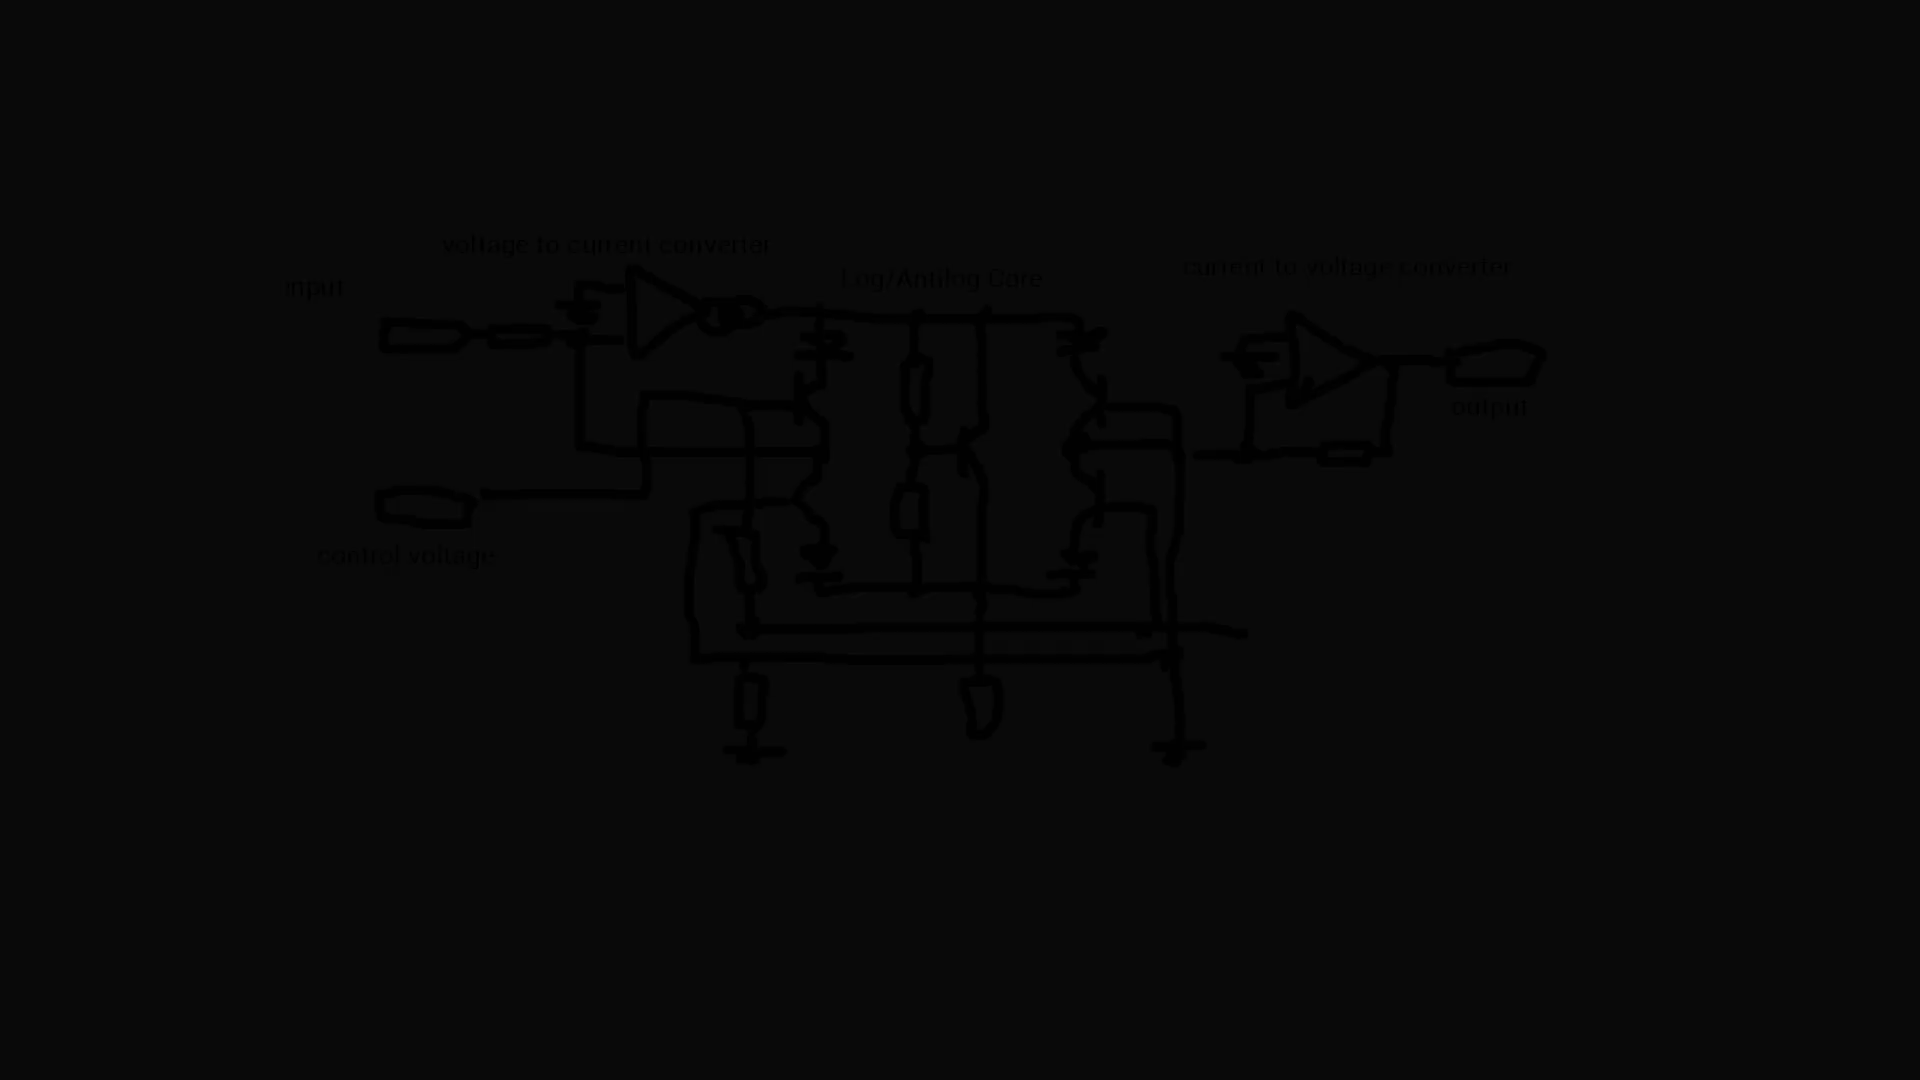 voltage to current converter
Log/Antilog Core
current to voltage converter
input
output
control voltage